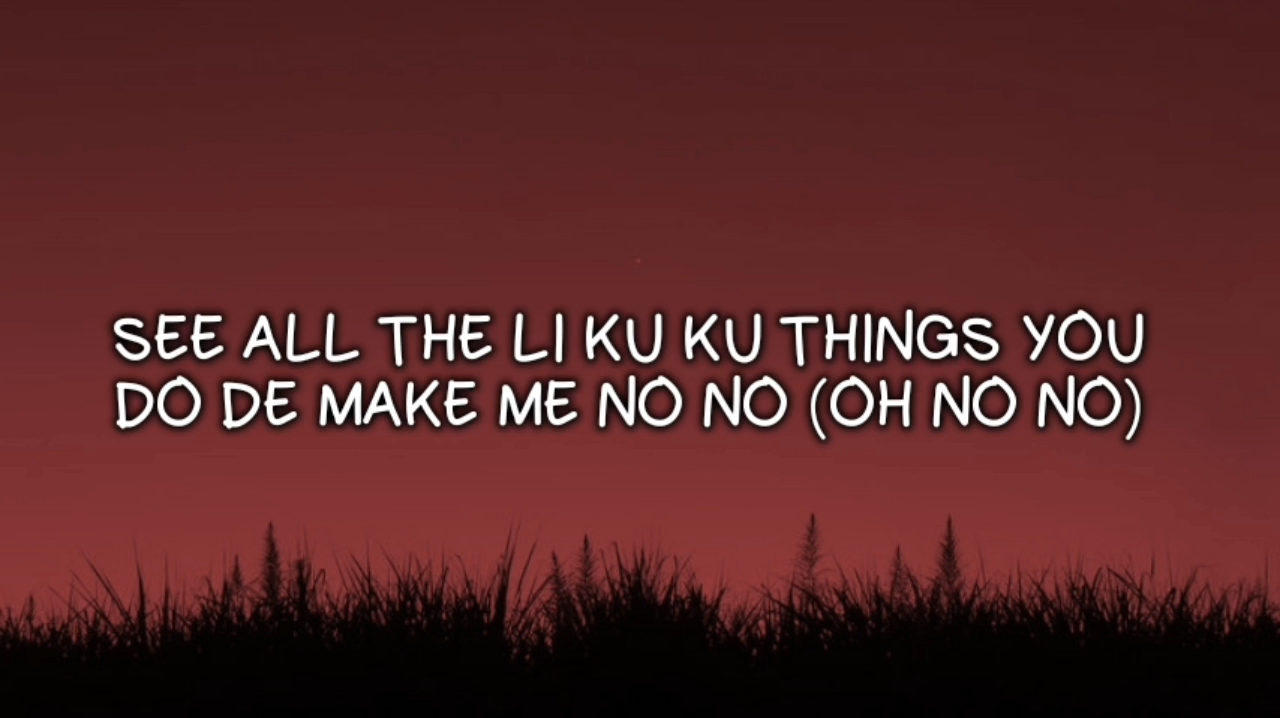 SEE ALL THE LI KU KU THINGS YOU
DO DE MAKE ME NO NO (OH NO NO)